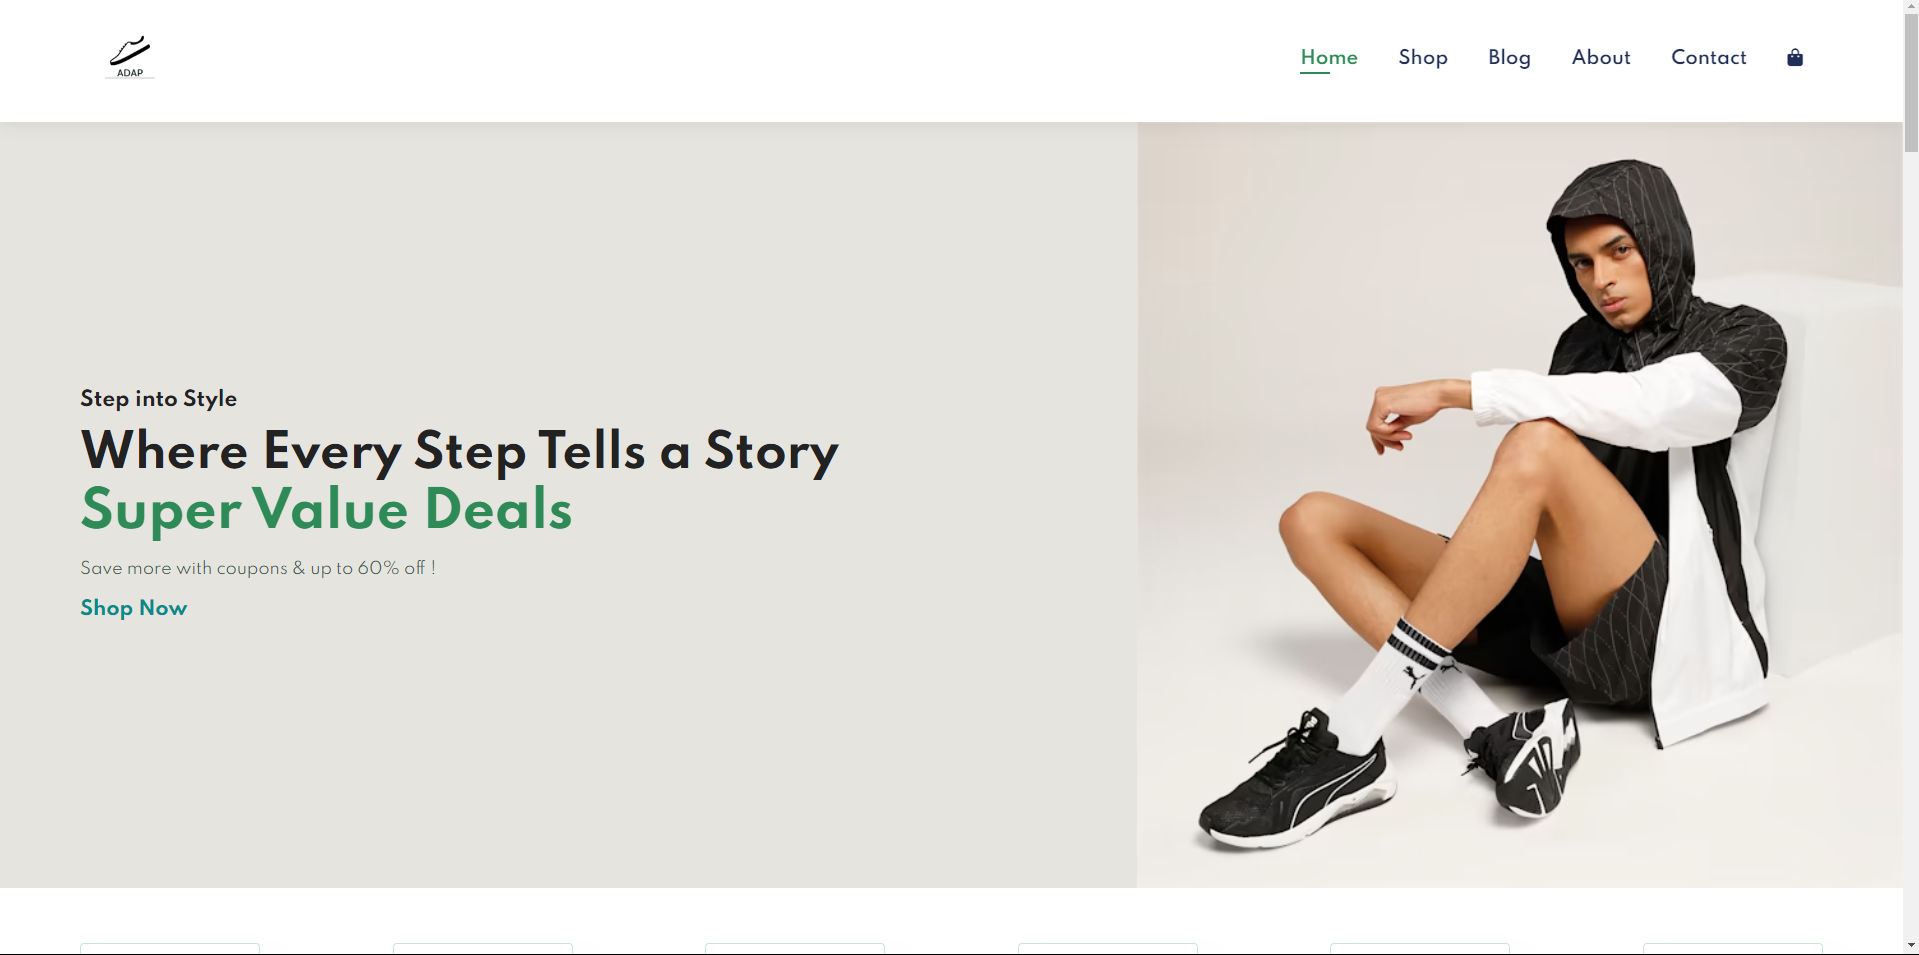 ADAP
Home Shop Blog About Contact
Step into Style
Where Every Step Tells a Story
Super Value Deals
Save more with coupons & up to 60% off !
Shop Now